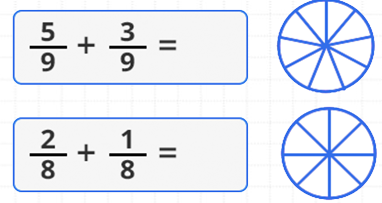 5/9 + 3/9 =
2/8 + 1/8 =